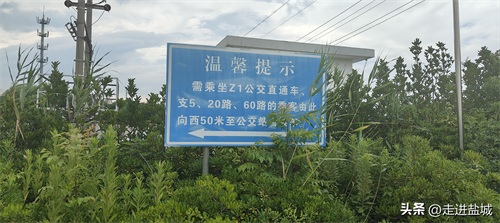 温馨提示
需乘坐Z1公交直通车、
支5、20路、60路的乘客由此
向西50米至公交
头条 @走进盐城